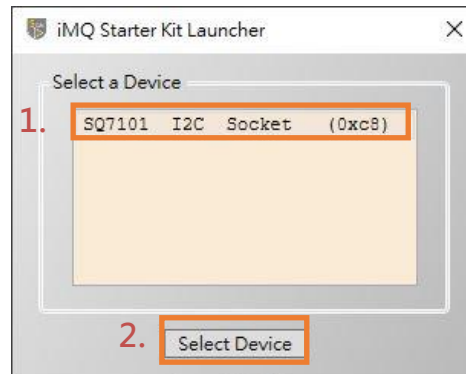 iMQ Starter Kit Launcher
Select a Device
1. SQ7101 I2C Socket (0xc8)
2. Select Device